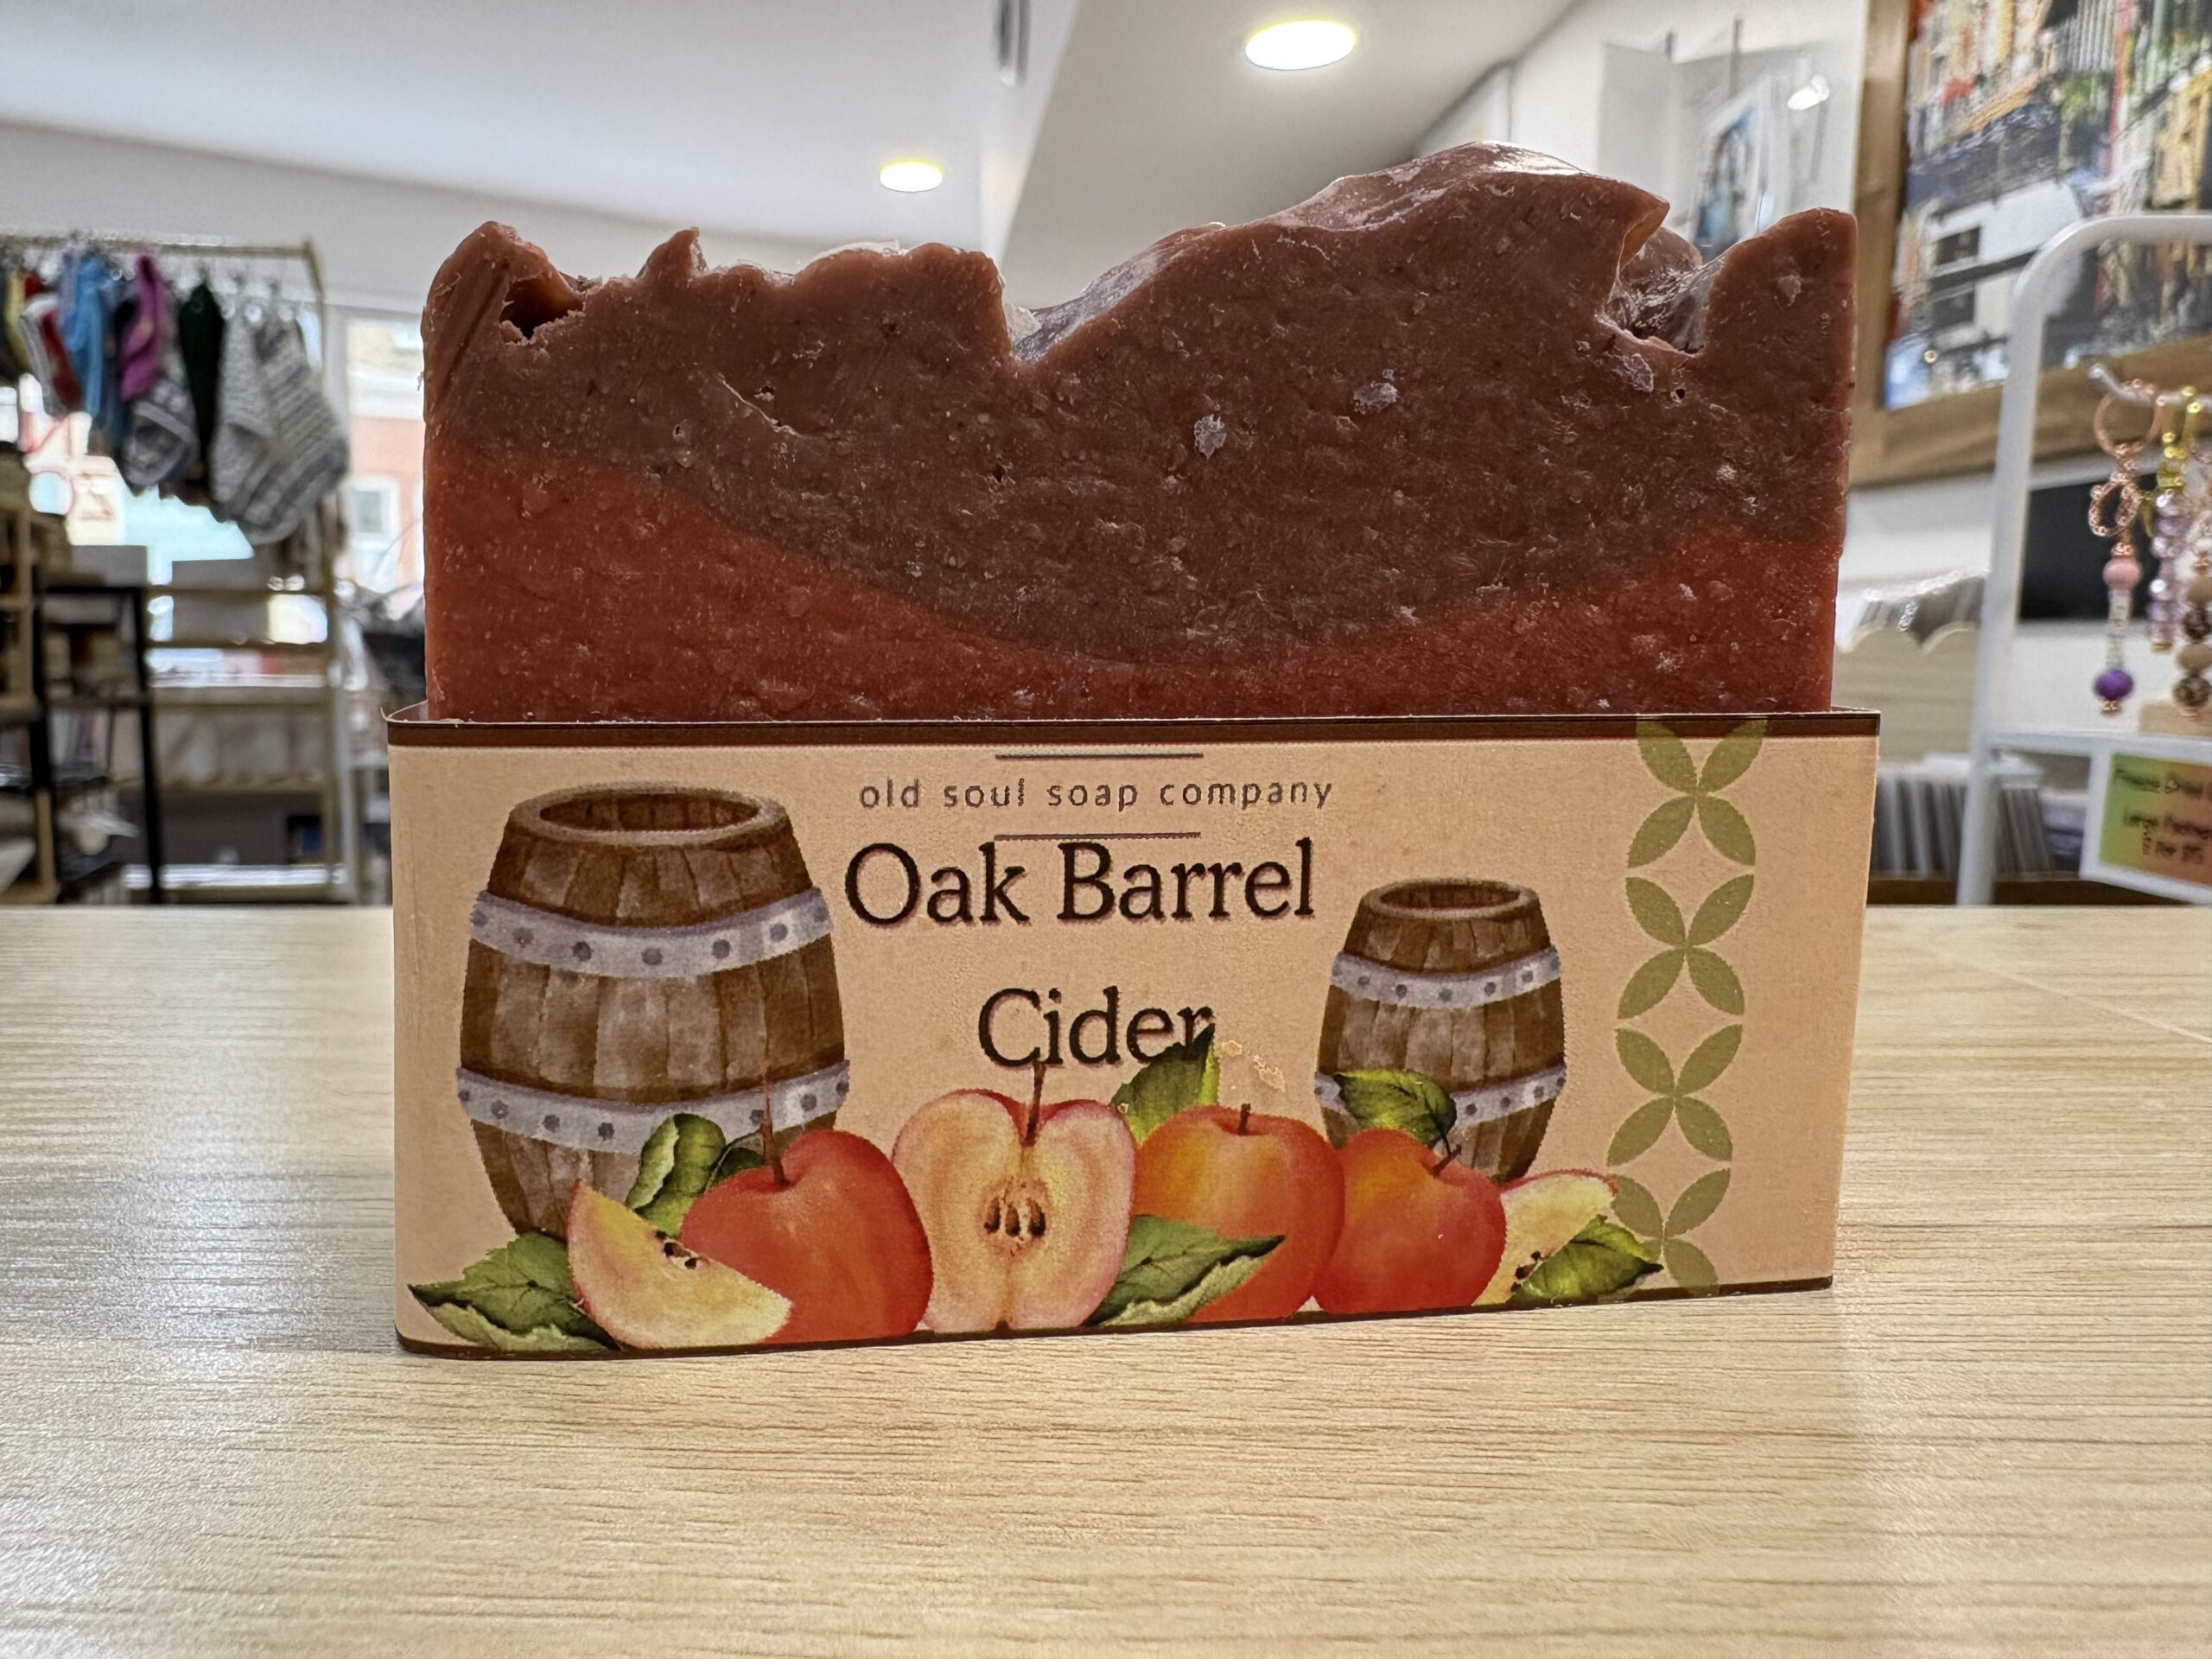 old soul soap company
Oak Barrel
Cider